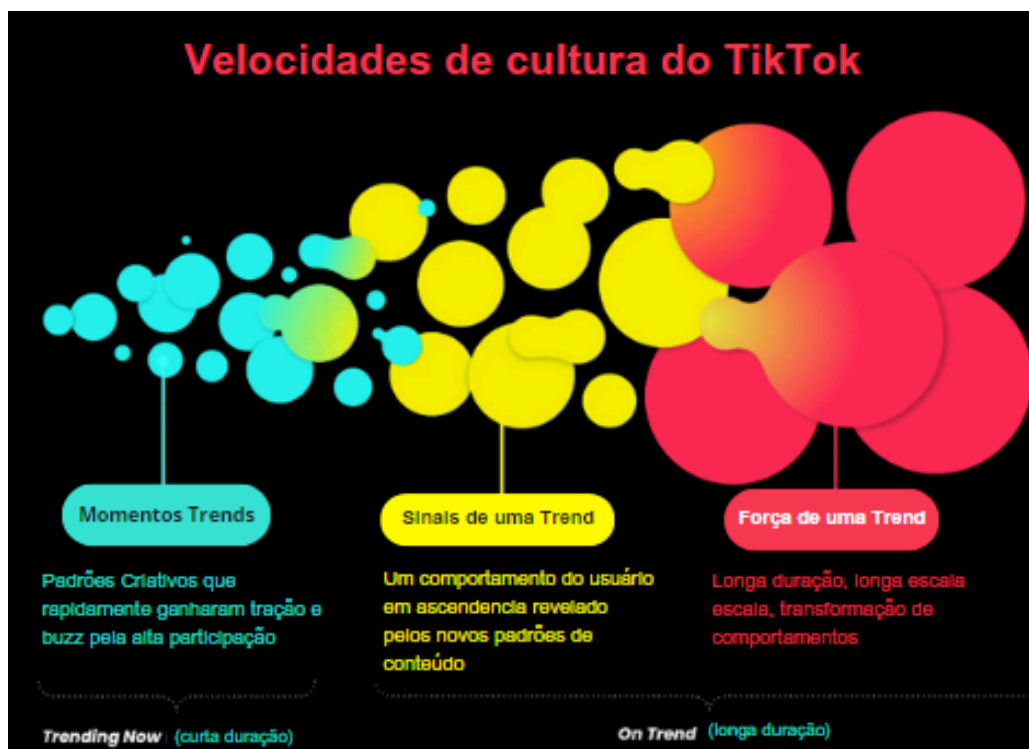 Velocidades de cultura do TikTok
Momentos Trends
Padrões Criativos que
rapidamente ganharam tração e
buzz pela alta participação
Sinais de uma Trend
Um comportamento do usuário
em ascendencia revelado
pelos novos padrões de
conteúdo
Força de uma Trend
Longa duração, longa escala
escala, transformação de
comportamentos
Trending Now (curta duração)
On Trend (longa duração)